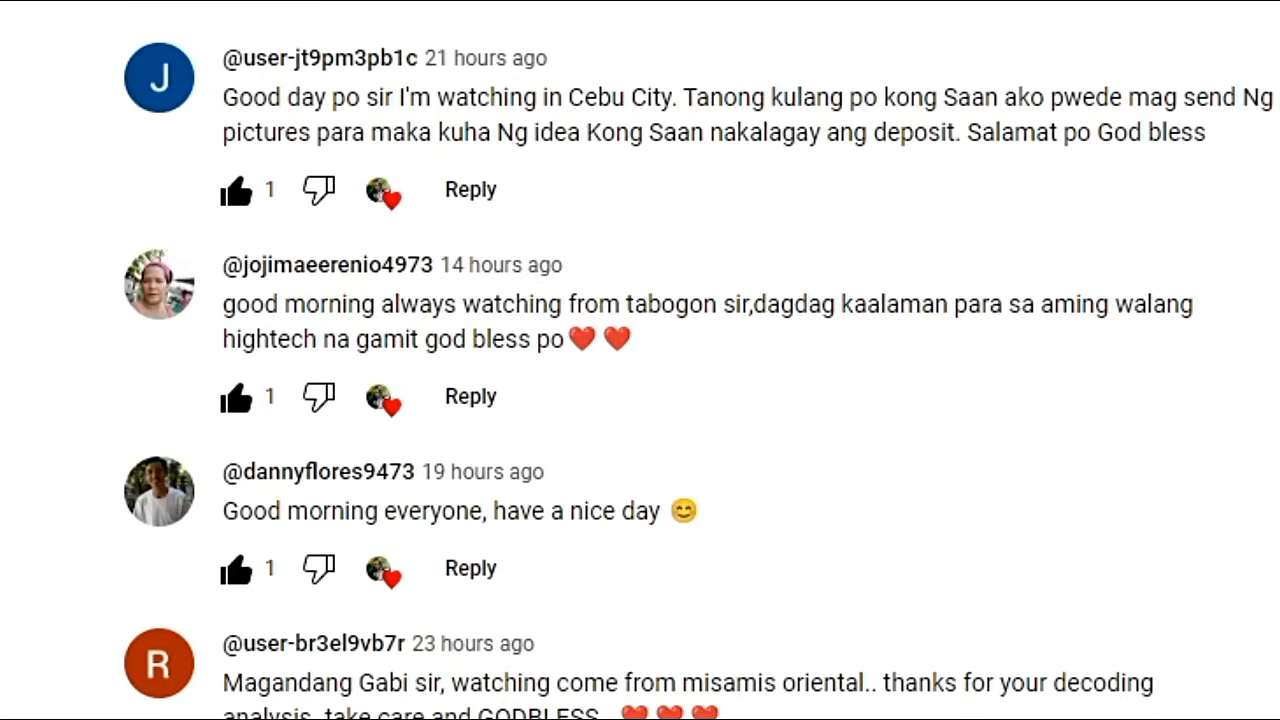 J
@user-jt9pm3pb1c 21 hours ago
Good day po sir I'm watching in Cebu City. Tanong kulang po kong Saan ako pwede mag send Ng
pictures para maka kuha Ng idea Kong Saan nakalagay ang deposit. Salamat po God bless
1 Reply
@jojimaeerenio4973 14 hours ago
good morning always watching from tabogon sir,dagdag kaalaman para sa aming walang
hightech na gamit god bless po❤️ ❤️
1 Reply
@dannyflores9473 19 hours ago
Good morning everyone, have a nice day 😊
1 Reply
R
@user-br3el9vb7r 23 hours ago
Magandang Gabi sir, watching come from misamis oriental.. thanks for your decoding
analysis take care and GODBLESS ❤️ ❤️ ❤️